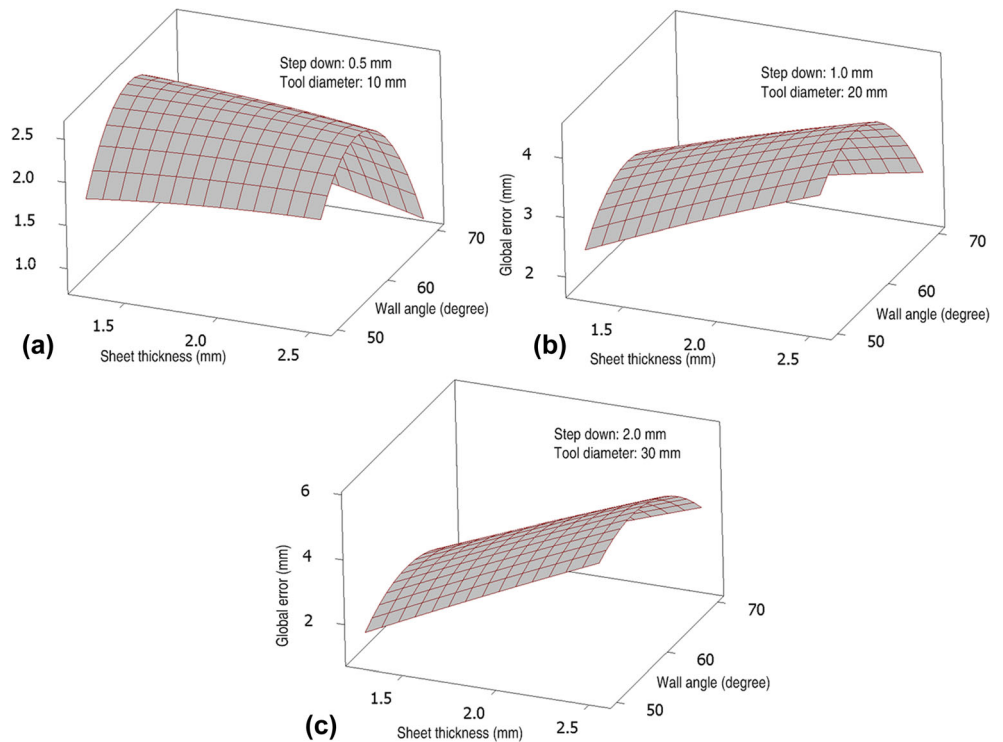 Step down: 0.5 mm
Tool diameter: 10 mm
2.5
2.0
1.5
1.0
70
60
50
Wall angle (degree)
1.5
2.0
2.5
Sheet thickness (mm)
(a)
Step down: 1.0 mm
Tool diameter: 20 mm
Global error (mm)
4
3
2
70
60
50
Wall angle (degree)
1.5
2.0
2.5
Sheet thickness (mm)
(b)
Step down: 2.0 mm
Tool diameter: 30 mm
Global error (mm)
6
4
2
70
60
50
Wall angle (degree)
1.5
2.0
2.5
Sheet thickness (mm)
(c)